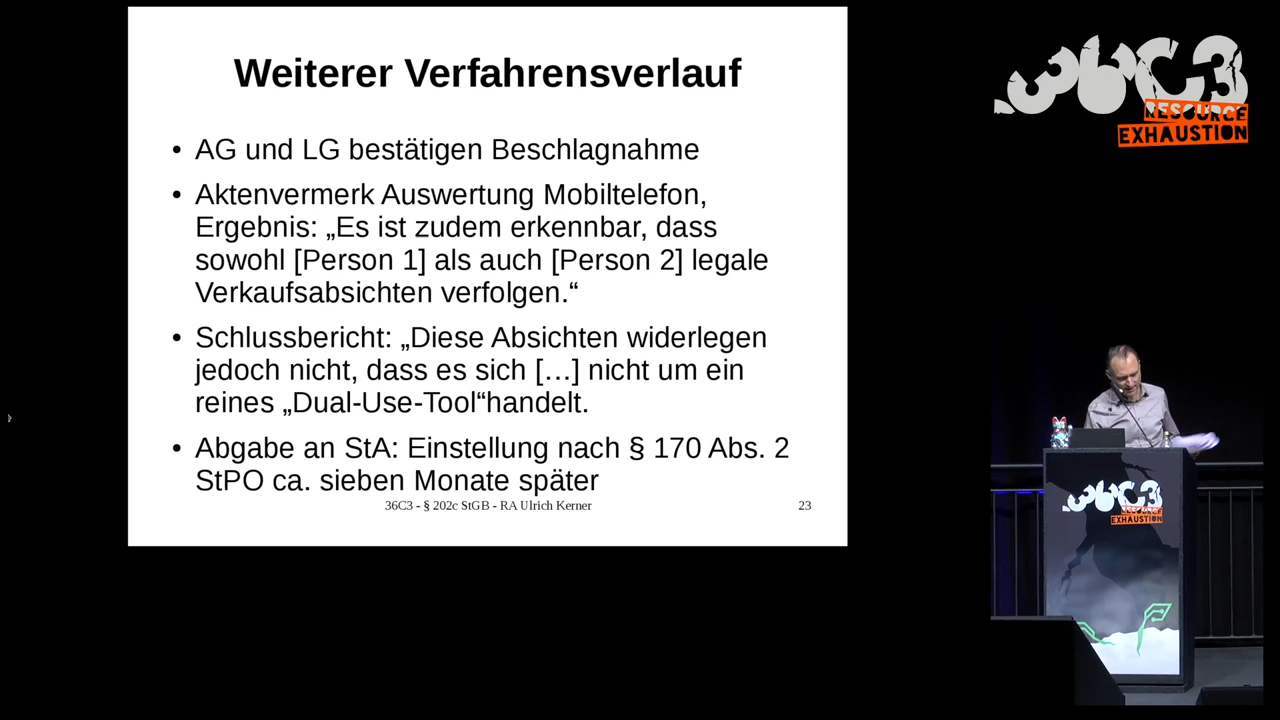 Weiterer Verfahrensverlauf
• AG und LG bestätigen Beschlagnahme
• Aktenvermerk Auswertung Mobiltelefon,
Ergebnis: „Es ist zudem erkennbar, dass
sowohl [Person 1] als auch [Person 2] legale
Verkaufsabsichten verfolgen.“
• Schlussbericht: „Diese Absichten widerlegen
jedoch nicht, dass es sich […] nicht um ein
reines „Dual-Use-Tool“handelt.
• Abgabe an StA: Einstellung nach § 170 Abs. 2
StPO ca. sieben Monate später
36C3 - § 202c StGB - RA Ulrich Kerner
23
36C3
RESOURCE
EXHAUSTION
36C3
RESOURCE
EXHAUSTION